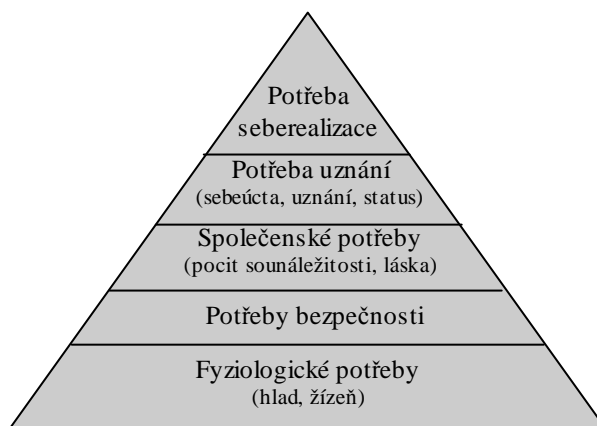 Potřeba
seberealizace
Potřeba uznání
(sebeúcta, uznání, status)
Společenské potřeby
(pocit sounáležitosti, láska)
Potřeby bezpečnosti
Fyziologické potřeby
(hlad, žízeň)